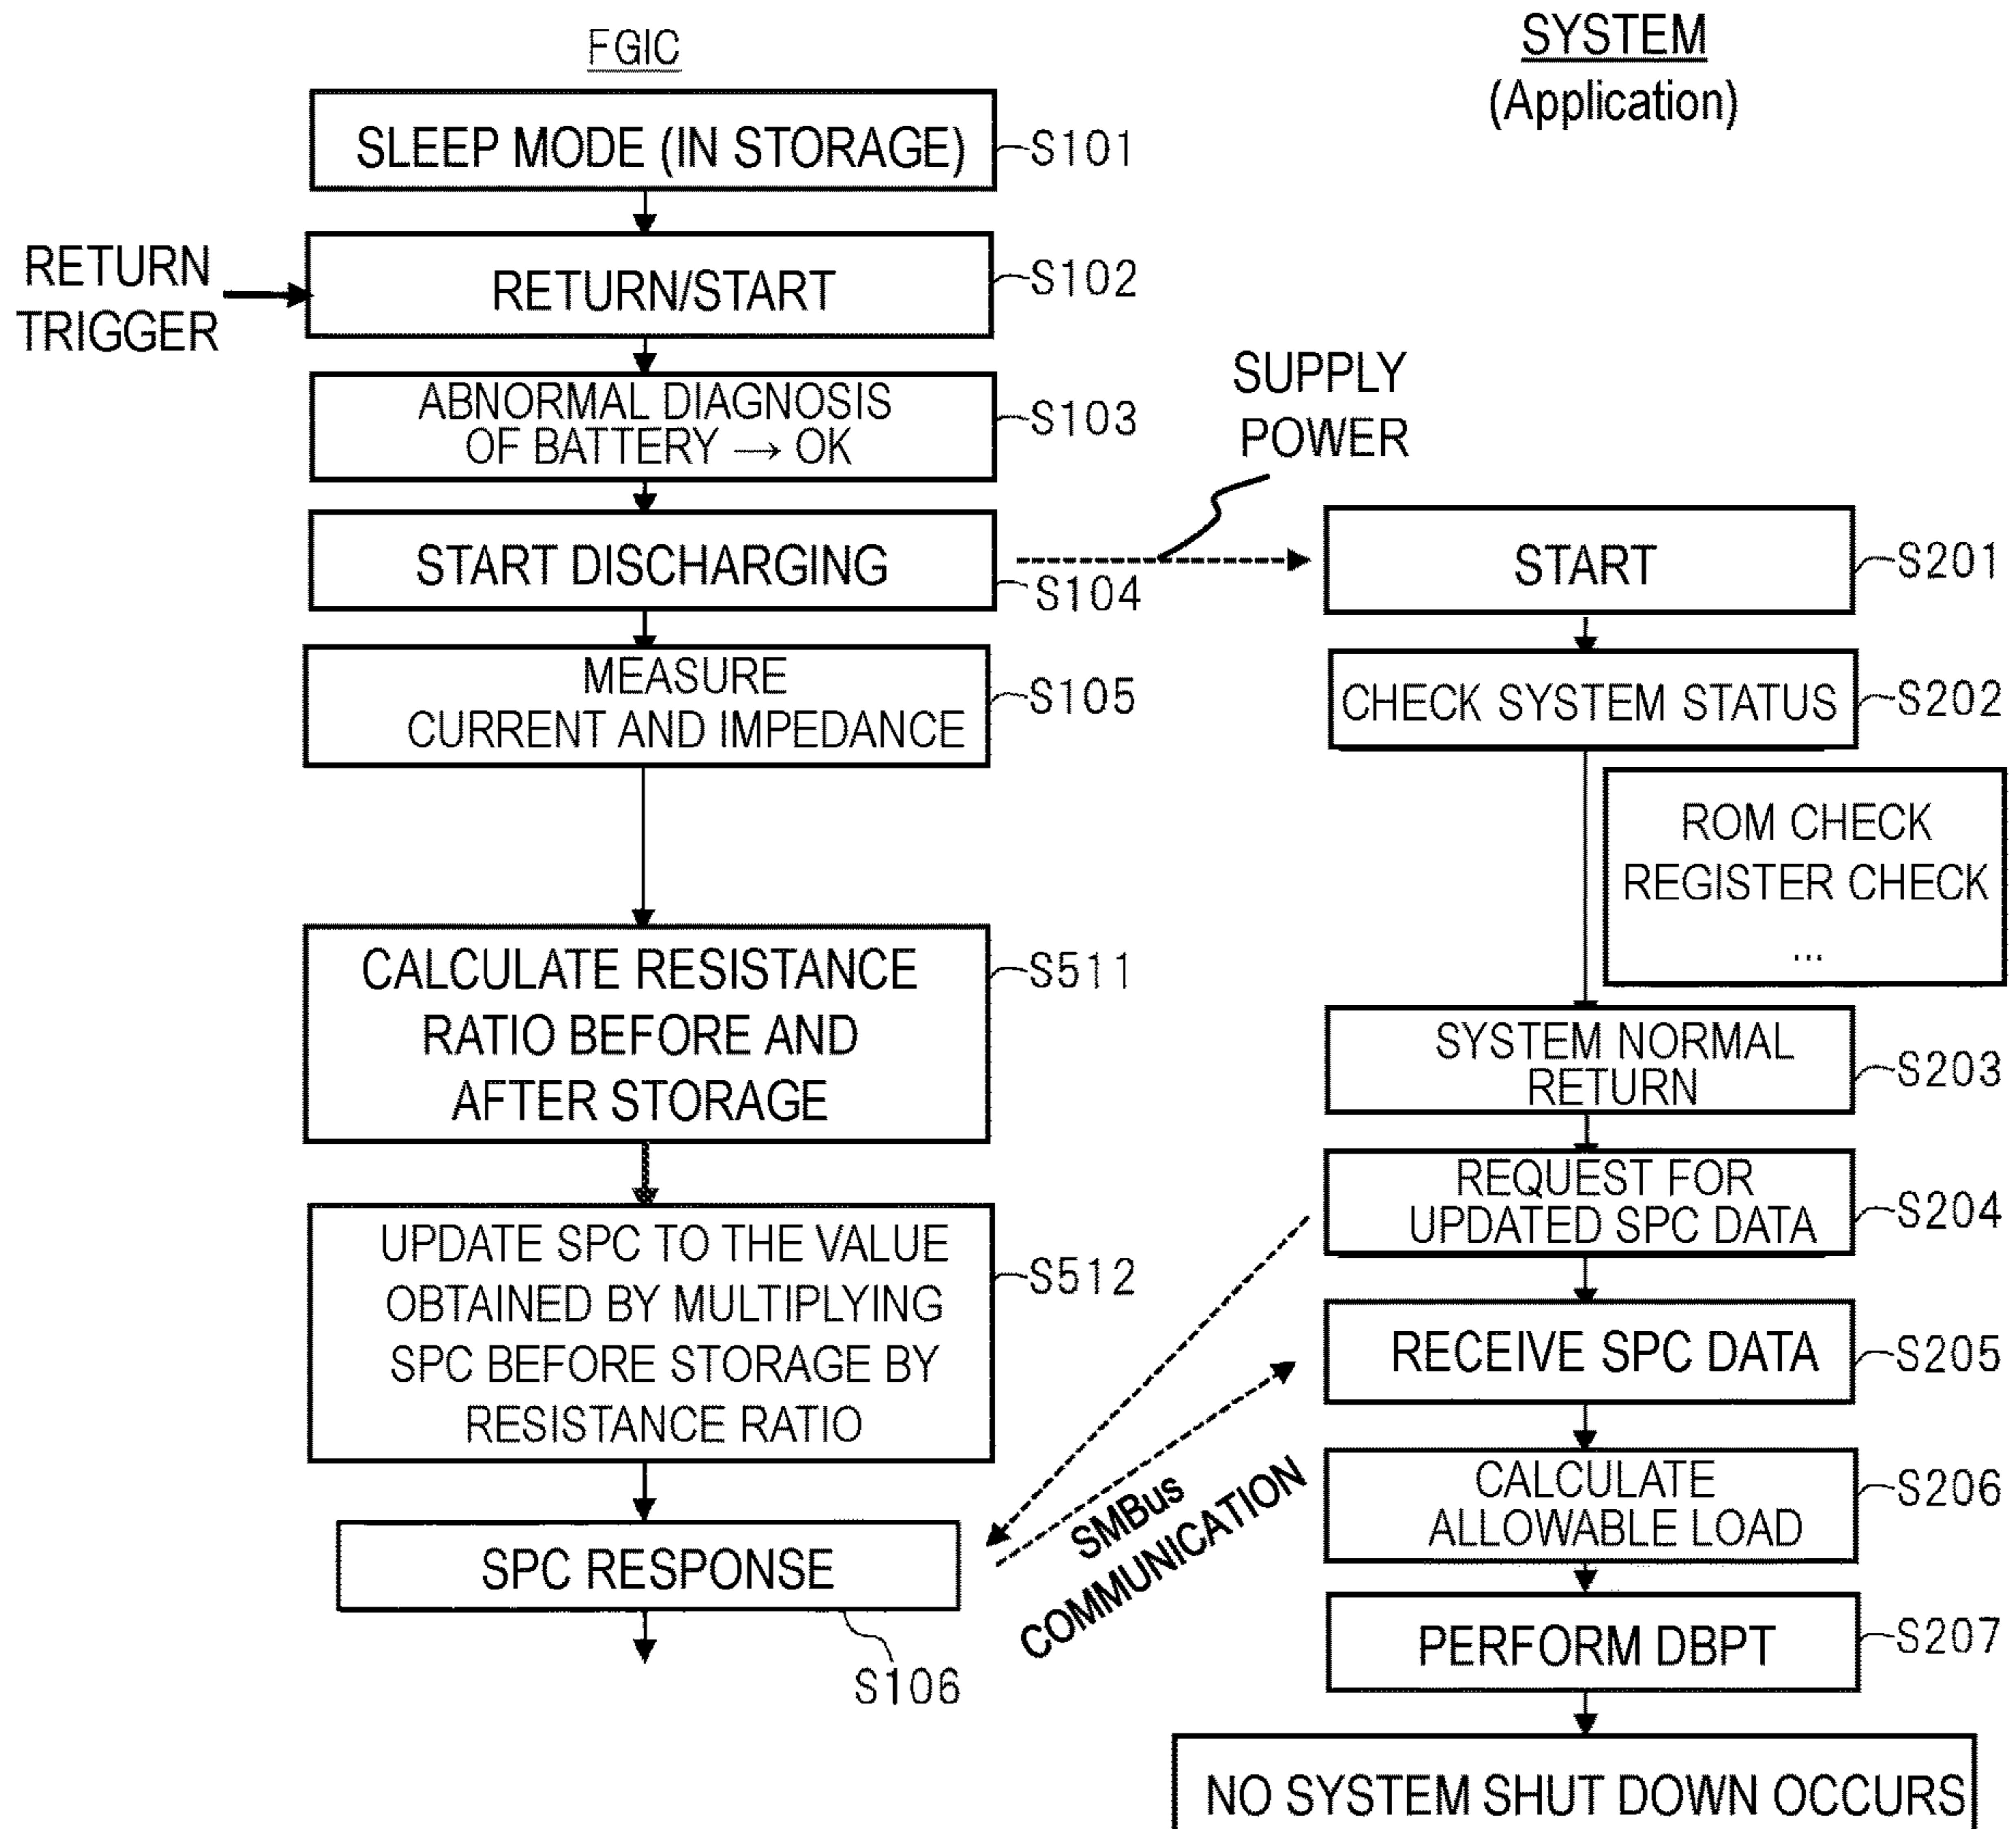 FGIC
SLEEP MODE (IN STORAGE)
S101
RETURN
TRIGGER
RETURN/START
S102
ABNORMAL DIAGNOSIS
OF BATTERY → OK
S103
START DISCHARGING
S104
SUPPLY
POWER
MEASURE
CURRENT AND IMPEDANCE
S105
CALCULATE RESISTANCE
RATIO BEFORE AND
AFTER STORAGE
S511
UPDATE SPC TO THE VALUE
OBTAINED BY MULTIPLYING
SPC BEFORE STORAGE BY
RESISTANCE RATIO
S512
SPC RESPONSE
S106
SMBus
COMMUNICATION
SYSTEM
(Application)
START
S201
CHECK SYSTEM STATUS
S202
ROM CHECK
REGISTER CHECK
...
SYSTEM NORMAL
RETURN
S203
REQUEST FOR
UPDATED SPC DATA
S204
RECEIVE SPC DATA
S205
CALCULATE
ALLOWABLE LOAD
S206
PERFORM DBPT
S207
NO SYSTEM SHUT DOWN OCCURS